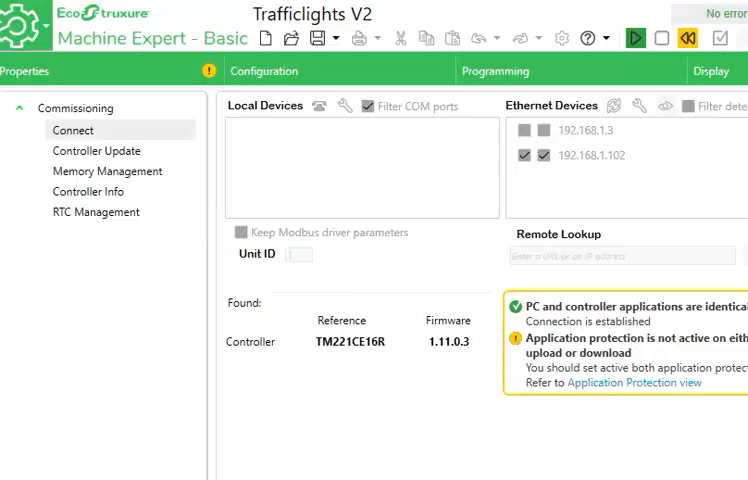 EcoStruxure
Trafficlights V2
No error
Machine Expert - Basic
Properties
Configuration
Programming
Display
Commissioning
Connect
Controller Update
Memory Management
Controller Info
RTC Management
Local Devices
Filter COM ports
Ethernet Devices
Filter dete
192.168.1.3
192.168.1.102
Keep Modbus driver parameters
Unit ID
Remote Lookup
Enter a URL or an IP address
Found:
Reference
Firmware
Controller
TM221CE16R
1.11.0.3
PC and controller applications are identical
Connection is established
Application protection is not active on eith
upload or download
You should set active both application protec
Refer to Application Protection view